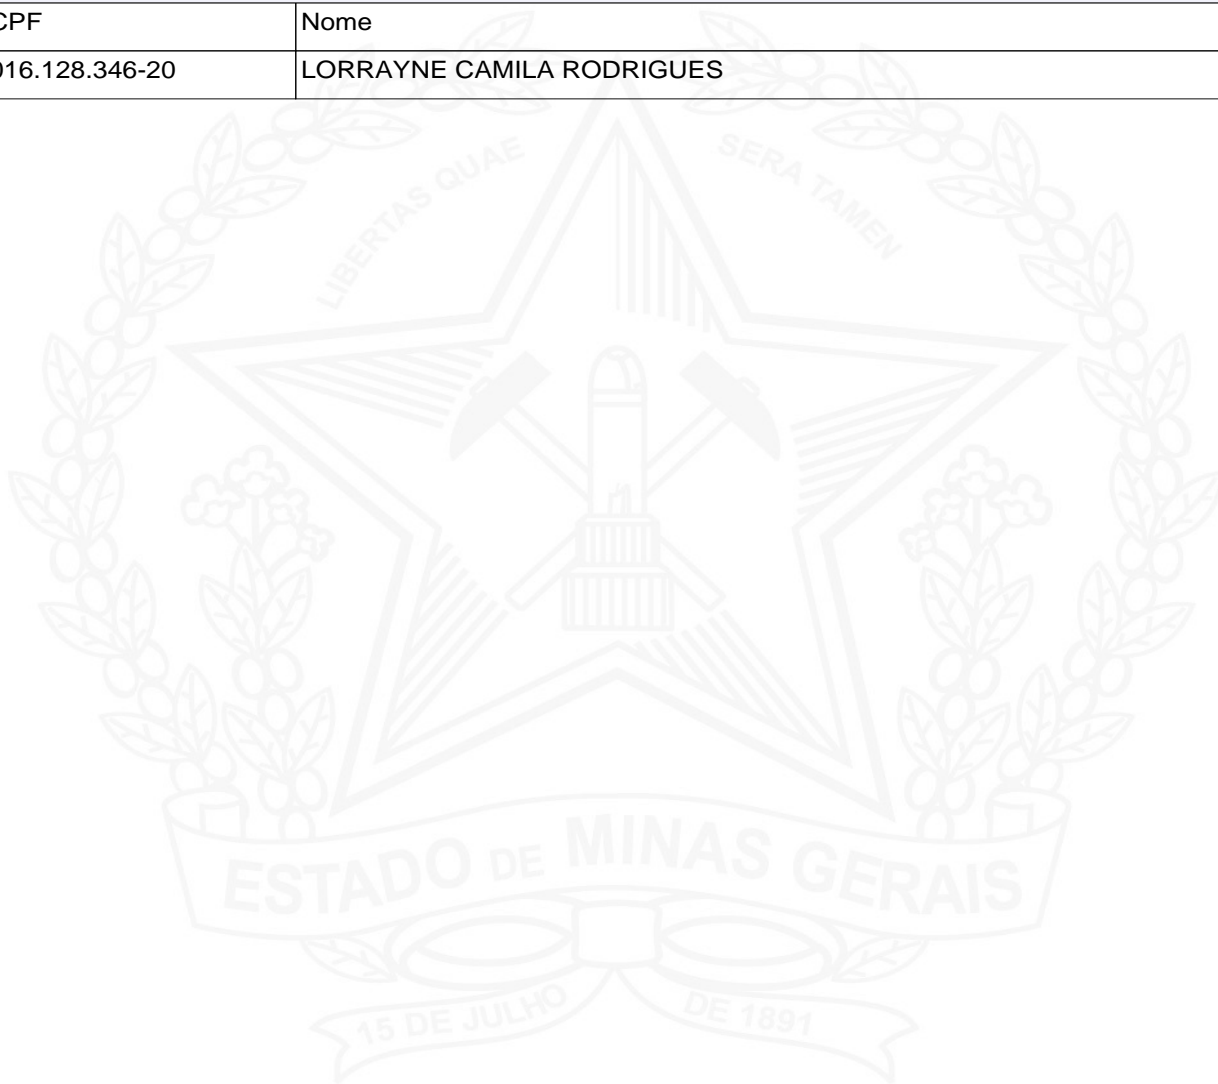 CPF Nome
016.128.346-20 LORRAYNE CAMILA RODRIGUES
LIBERTAS QUAE SERA TAMEN
ESTADO DE MINAS GERAIS
15 DE JULHO DE 1891